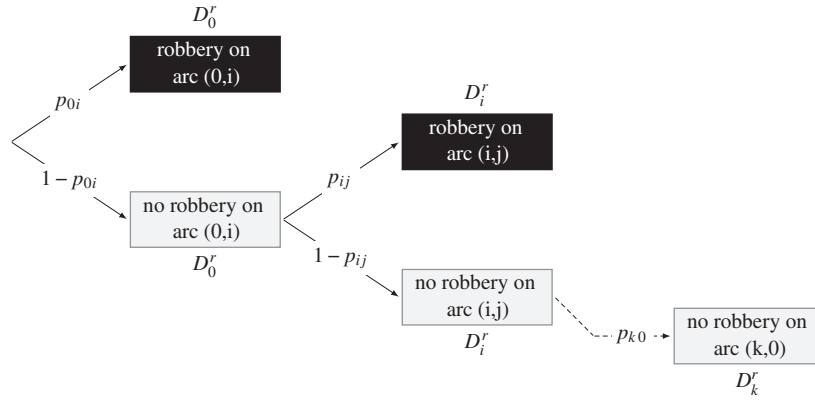 D_0^r
robbery on
arc (0,i)
p_{0i}
1 − p_{0i}
no robbery on
arc (0,i)
D_0^r
D_i^r
robbery on
arc (i,j)
p_{ij}
1 − p_{ij}
no robbery on
arc (i,j)
D_i^r
p_{k0}
no robbery on
arc (k,0)
D_k^r